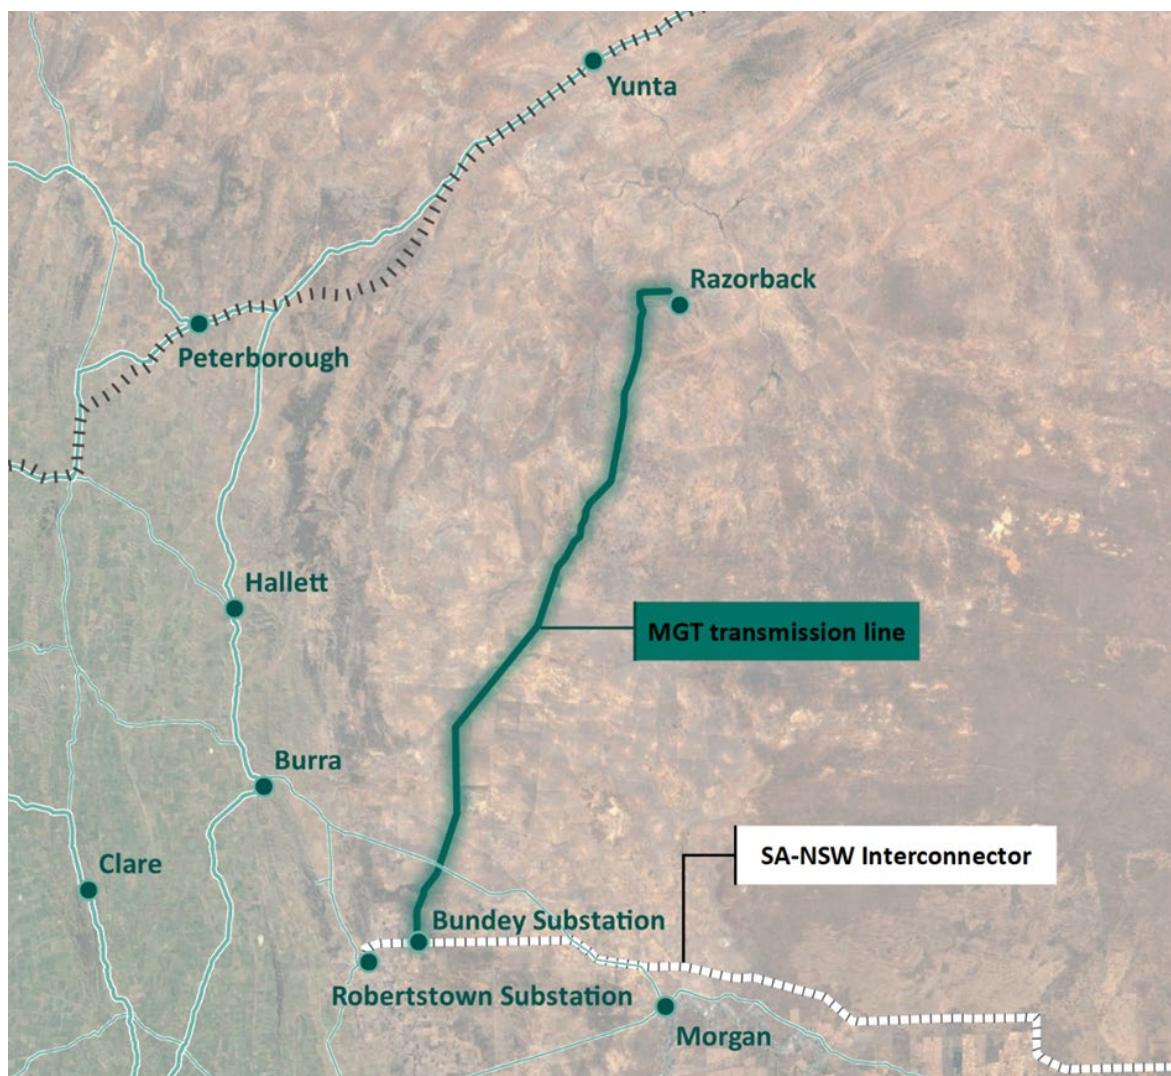 Yunta
Razorback
Peterborough
Hallett
MGT transmission line
Burra
SA-NSW Interconnector
Clare
Bundey Substation
Robertstown Substation
Morgan